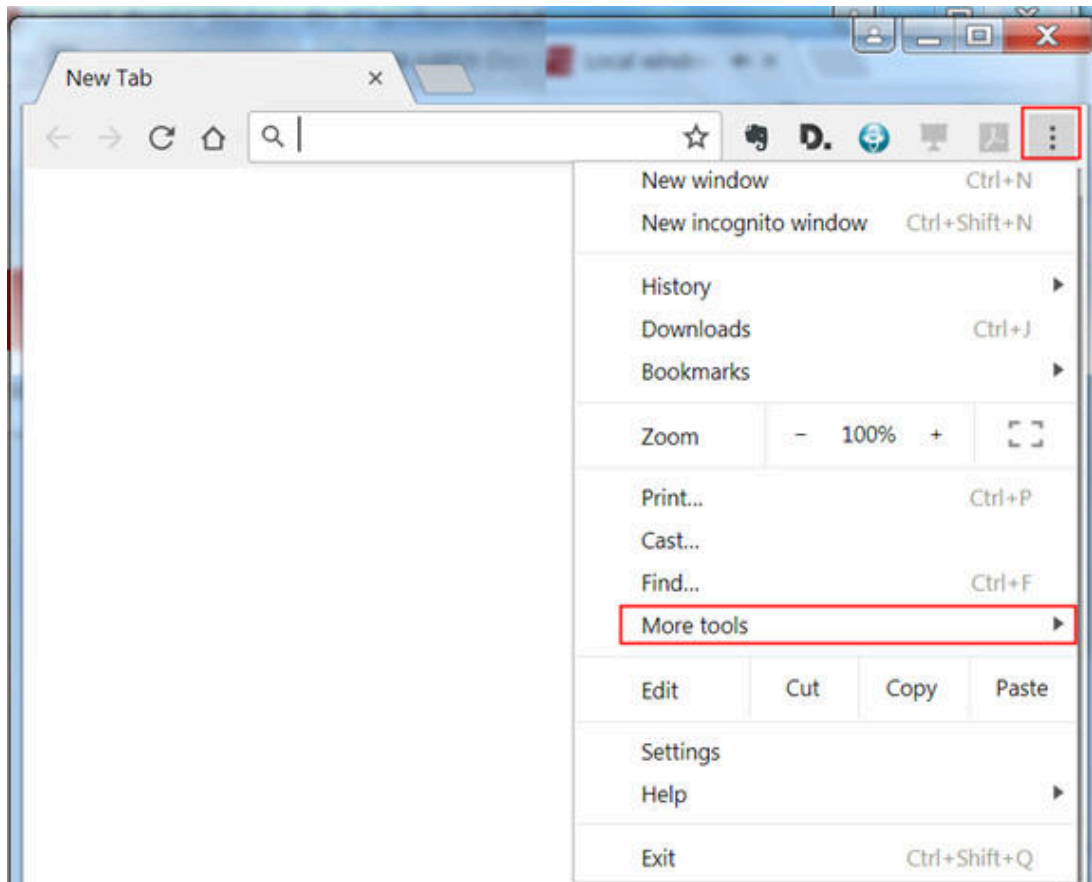 New Tab
D.
New window Ctrl+N
New incognito window Ctrl+Shift+N
History
Downloads Ctrl+J
Bookmarks
Zoom - 100% +
Print... Ctrl+P
Cast...
Find... Ctrl+F
More tools
Edit Cut Copy Paste
Settings
Help
Exit Ctrl+Shift+Q